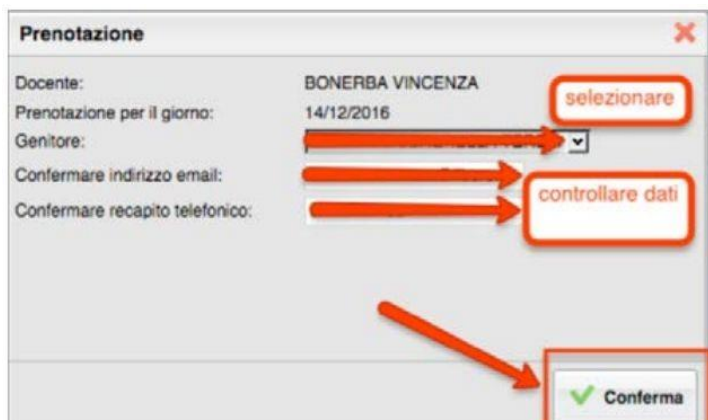 Prenotazione
Docente: BONERBA VINCENZA
Prenotazione per il giorno: 14/12/2016
selezionare
Genitore:
Confermare indirizzo email:
controllare dati
Confermare recapito telefonico:
Conferma